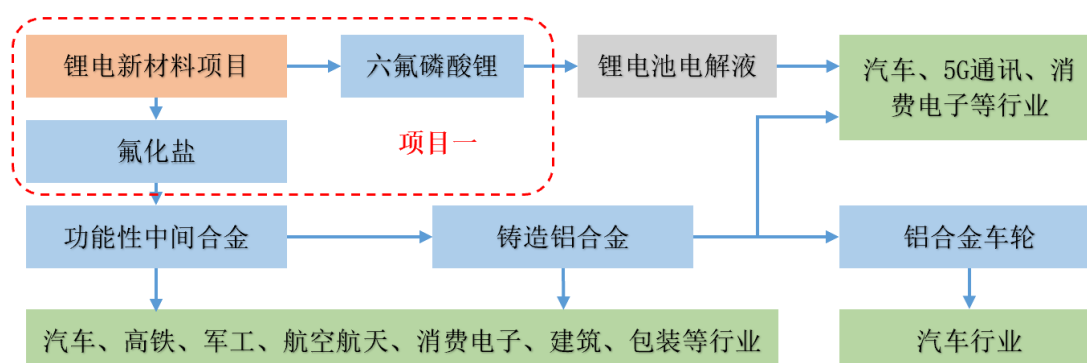 锂电新材料项目
六氟磷酸锂
锂电池电解液
汽车、5G通讯、消
费电子等行业
项目一
氟化盐
功能性中间合金
铸造铝合金
铝合金车轮
汽车、高铁、军工、航空航天、消费电子、建筑、包装等行业
汽车行业